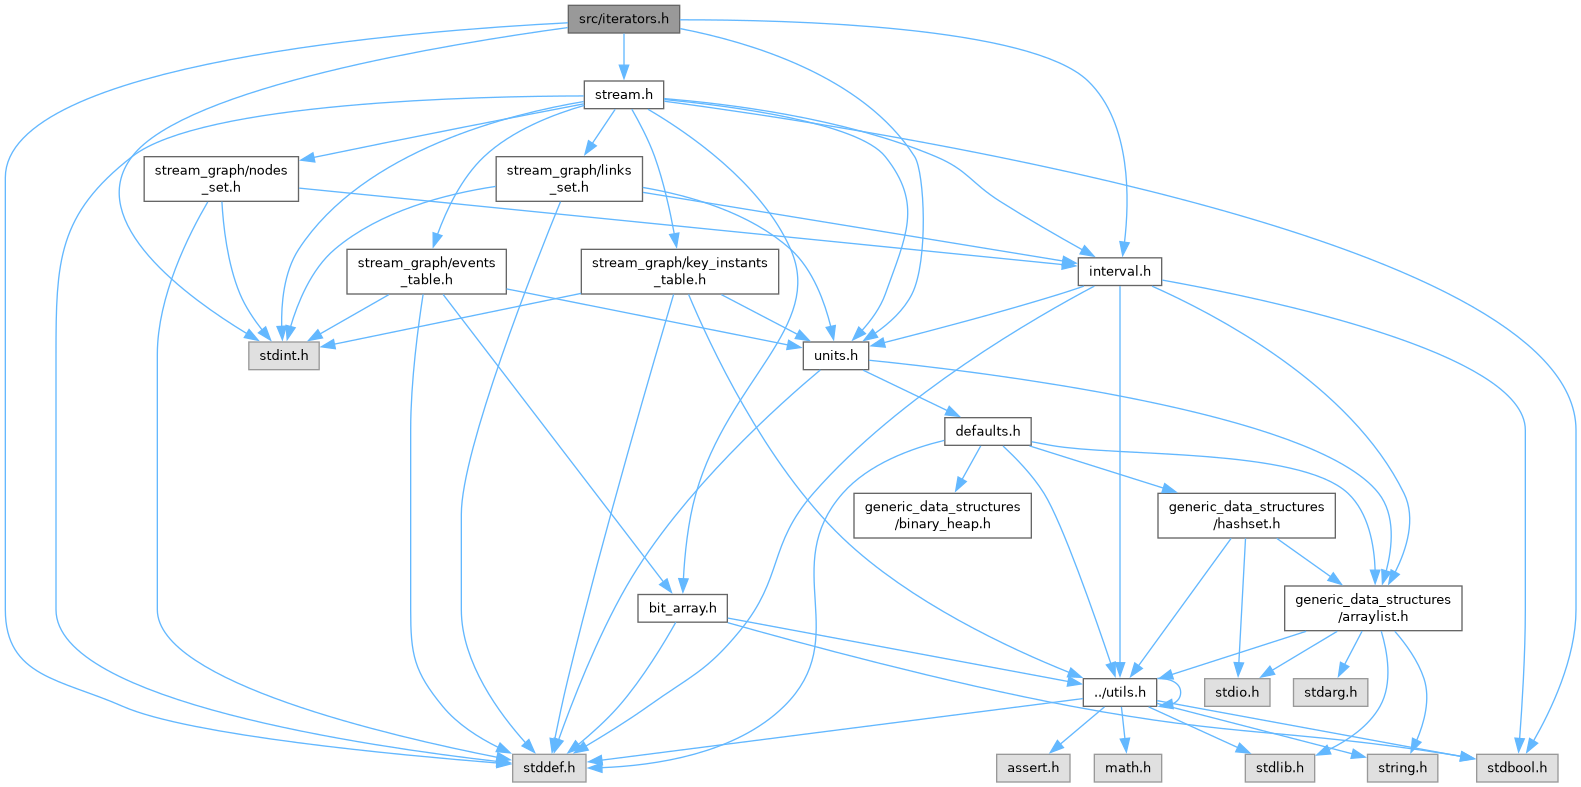 src/iterators.h
stream.h
stream_graph/nodes
_set.h
stream_graph/links
_set.h
stream_graph/events
_table.h
stream_graph/key_instants
_table.h
interval.h
stdint.h
units.h
defaults.h
generic_data_structures
/binary_heap.h
generic_data_structures
/hashset.h
bit_array.h
generic_data_structures
/arraylist.h
../utils.h
stdio.h
stdarg.h
stddef.h
assert.h
math.h
stdlib.h
string.h
stdbool.h